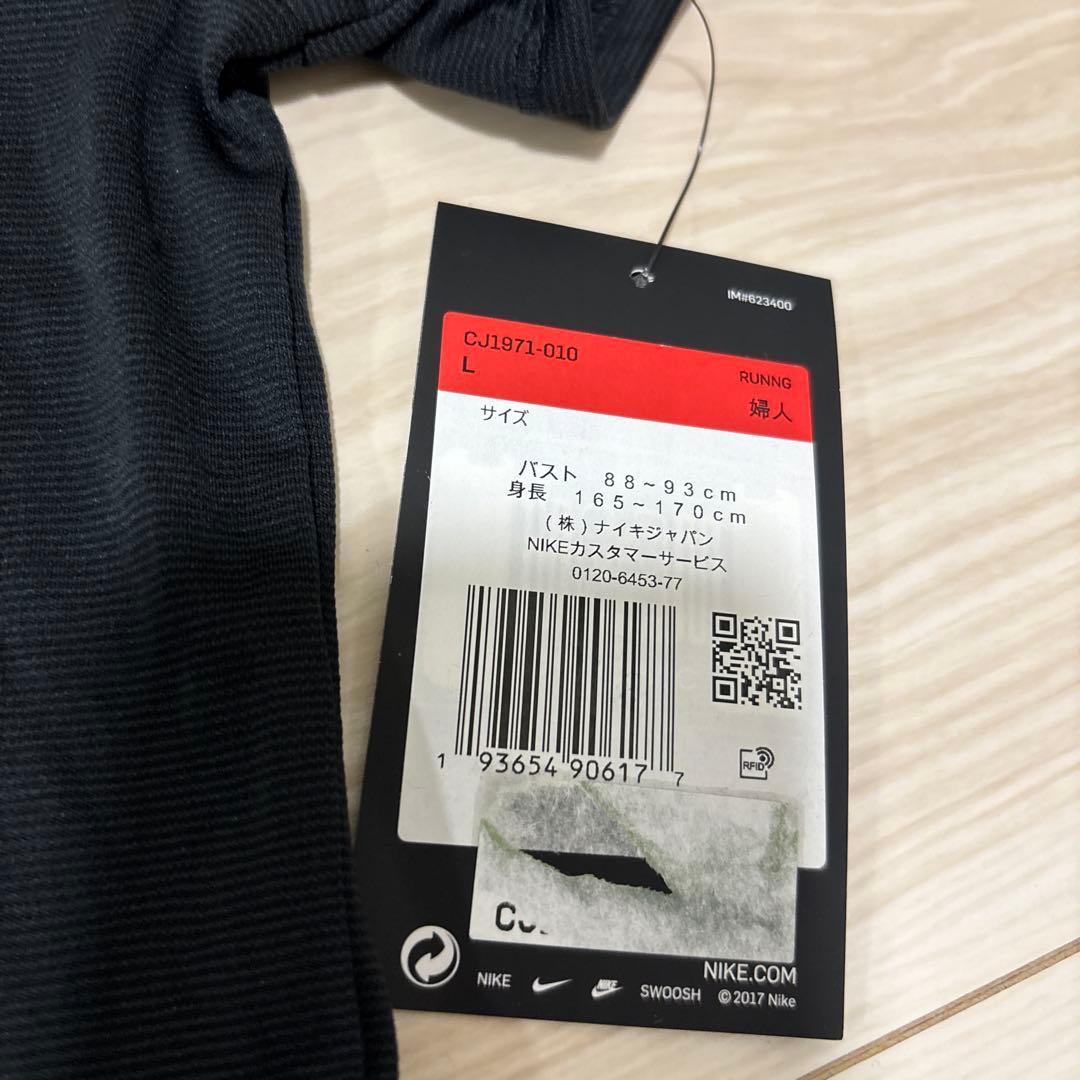 IM#623400
CJ1971-010
L
RUNNG
婦人
サイズ
バスト 88~93cm
身長 165~170cm
(株)ナイキジャパン
NIKEカスタマーサービス
0120-6453-77
1 93654 90617 7
RFID
NIKE.COM
NIKE NIKE SWOOSH © 2017 Nike